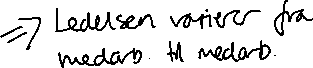 => Ledelsen varierer fra
medarb. til medarb.